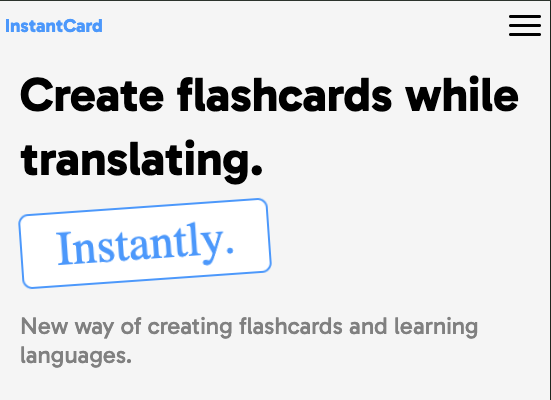 InstantCard
Create flashcards while
translating.
Instantly.
New way of creating flashcards and learning
languages.